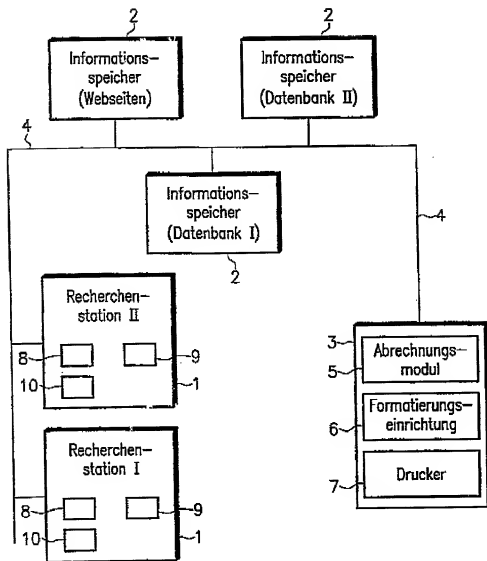 2
2
Informations-
speicher
(Webseiten)
Informations-
speicher
(Datenbank II)
4
Informations-
speicher
(Datenbank I)
4
2
Recherchen-
station II
8
9
10
1
3
Abrechnungs-
modul
5
Formatierungs-
einrichtung
6
Drucker
7
Recherchen-
station I
8
9
10
1